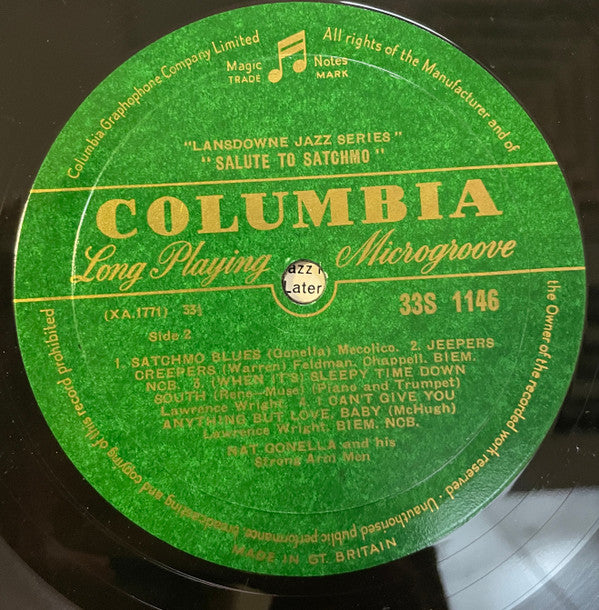 Columbia Graphophone Company Limited
All rights of the Manufacturer and of
the Owner of the recorded work reserved · Unauthorised public performance, broadcasting and copying of this record prohibited
Magic Notes
TRADE MARK
"LANSDOWNE JAZZ SERIES"
"SALUTE TO SATCHMO"
COLUMBIA
Long Playing Microgroove
Later
(XA.1771) 33⅓
33S 1146
Side 2
1. SATCHMO BLUES (Gonella) Mecolico. 2. JEEPERS
CREEPERS (Warren) Feldman, Chappell. BIEM.
NCB. 3. (WHEN IT'S) SLEEPY TIME DOWN
SOUTH (Rene—Muse) (Piano and Trumpet)
Lawrence Wright. 4. I CAN'T GIVE YOU
ANYTHING BUT LOVE, BABY (McHugh)
Lawrence Wright. BIEM. NCB.
NAT GONELLA and his
Strong Arm Men
MADE IN GT. BRITAIN